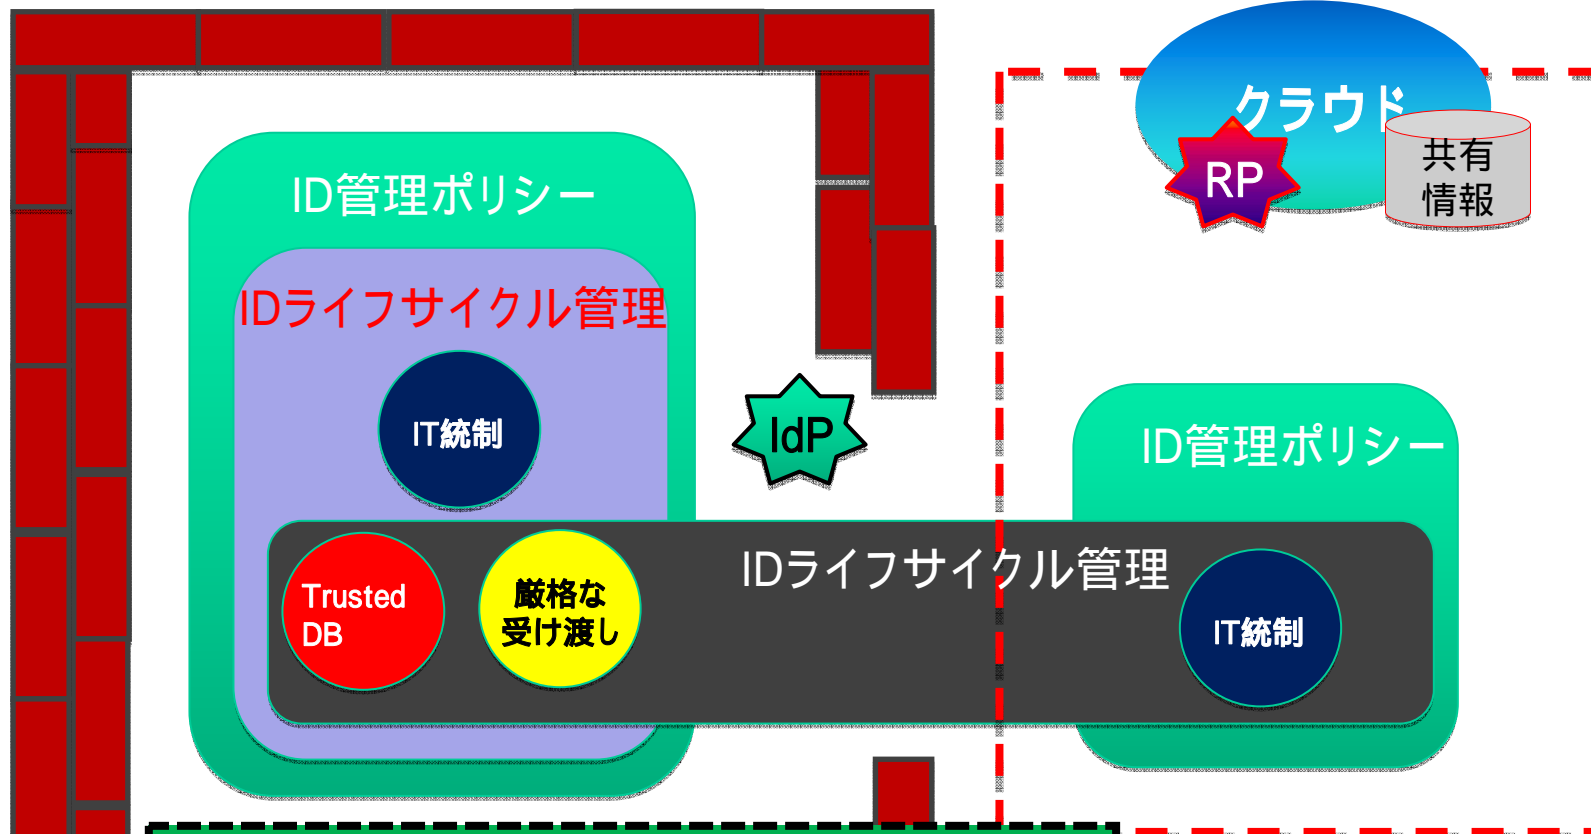 クラウド
RP
共有
情報
ID管理ポリシー
IDライフサイクル管理
IT統制
IdP
ID管理ポリシー
IDライフサイクル管理
Trusted
DB
厳格な
受け渡し
IT統制